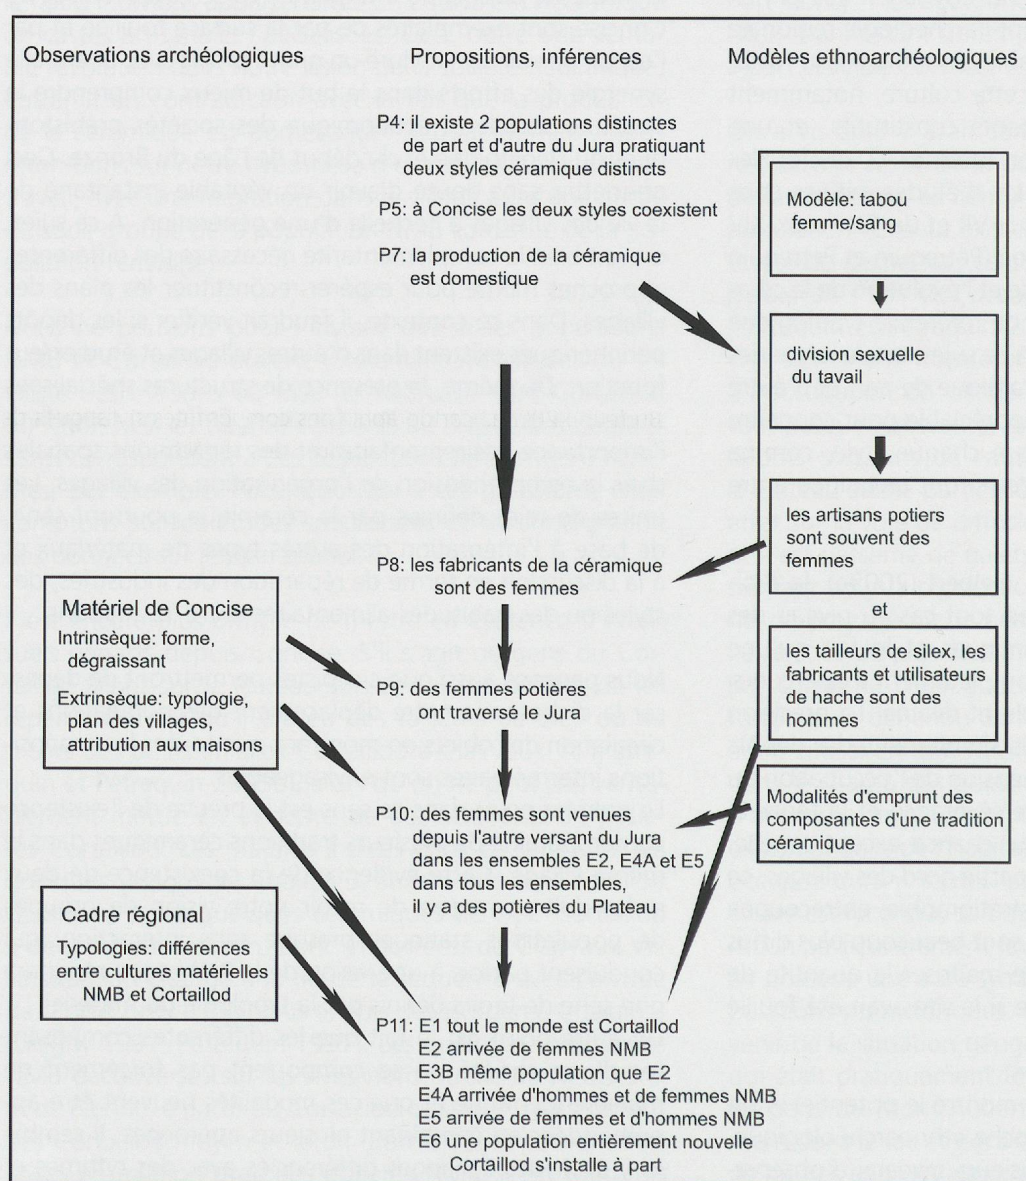 Observations archéologiques
Propositions, inférences
Modèles ethnoarchéologiques
P4: il existe 2 populations distinctes
de part et d'autre du Jura pratiquant
deux styles céramique distincts
P5: à Concise les deux styles coexistent
P7: la production de la céramique
est domestique
Modèle: tabou
femme/sang
division sexuelle
du tavail
les artisans potiers
sont souvent des
femmes
et
les tailleurs de silex, les
fabricants et utilisateurs
de hache sont des
hommes
Modalités d'emprunt des
composantes d'une tradition
céramique
P8: les fabricants de la céramique
sont des femmes
Matériel de Concise
Intrinsèque: forme,
dégraissant
Extrinsèque: typologie,
plan des villages,
attribution aux maisons
P9: des femmes potières
ont traversé le Jura
P10: des femmes sont venues
depuis l'autre versant du Jura
dans les ensembles E2, E4A et E5
dans tous les ensembles,
il y a des potières du Plateau
Cadre régional
Typologies: différences
entre cultures matérielles
NMB et Cortaillod
P11: E1 tout le monde est Cortaillod
E2 arrivée de femmes NMB
E3B même population que E2
E4A arrivée d'hommes et de femmes NMB
E5 arrivée de femmes et d'hommes NMB
E6 une population entièrement nouvelle
Cortaillod s'installe à part